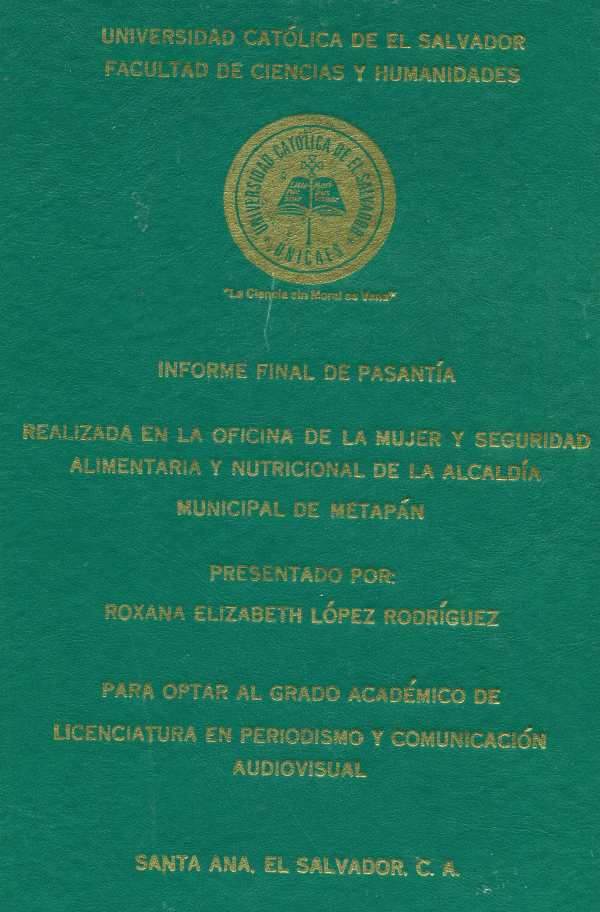 UNIVERSIDAD CATÓLICA DE EL SALVADOR
FACULTAD DE CIENCIAS Y HUMANIDADES
UNIVERSIDAD CATÓLICA DE EL SALVADOR
UNICAES
"La Ciencia sin Moral es Vana"
INFORME FINAL DE PASANTÍA
REALIZADA EN LA OFICINA DE LA MUJER Y SEGURIDAD
ALIMENTARIA Y NUTRICIONAL DE LA ALCALDÍA
MUNICIPAL DE METAPÁN
PRESENTADO POR:
ROXANA ELIZABETH LÓPEZ RODRÍGUEZ
PARA OPTAR AL GRADO ACADÉMICO DE
LICENCIATURA EN PERIODISMO Y COMUNICACIÓN
AUDIOVISUAL
SANTA ANA, EL SALVADOR, C. A.